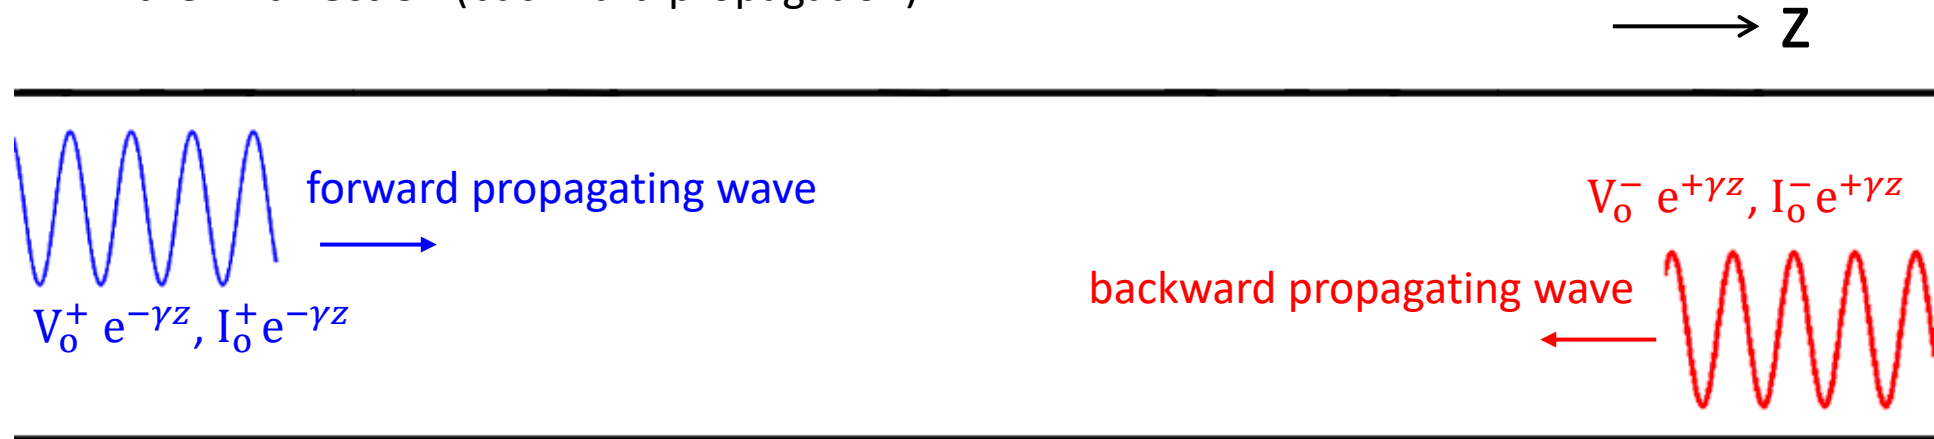 Z
forward propagating wave
V₀⁺ e⁻ᵞᶻ, I₀⁺e⁻ᵞᶻ
V₀⁻ e⁺ᵞᶻ, I₀⁻e⁺ᵞᶻ
backward propagating wave